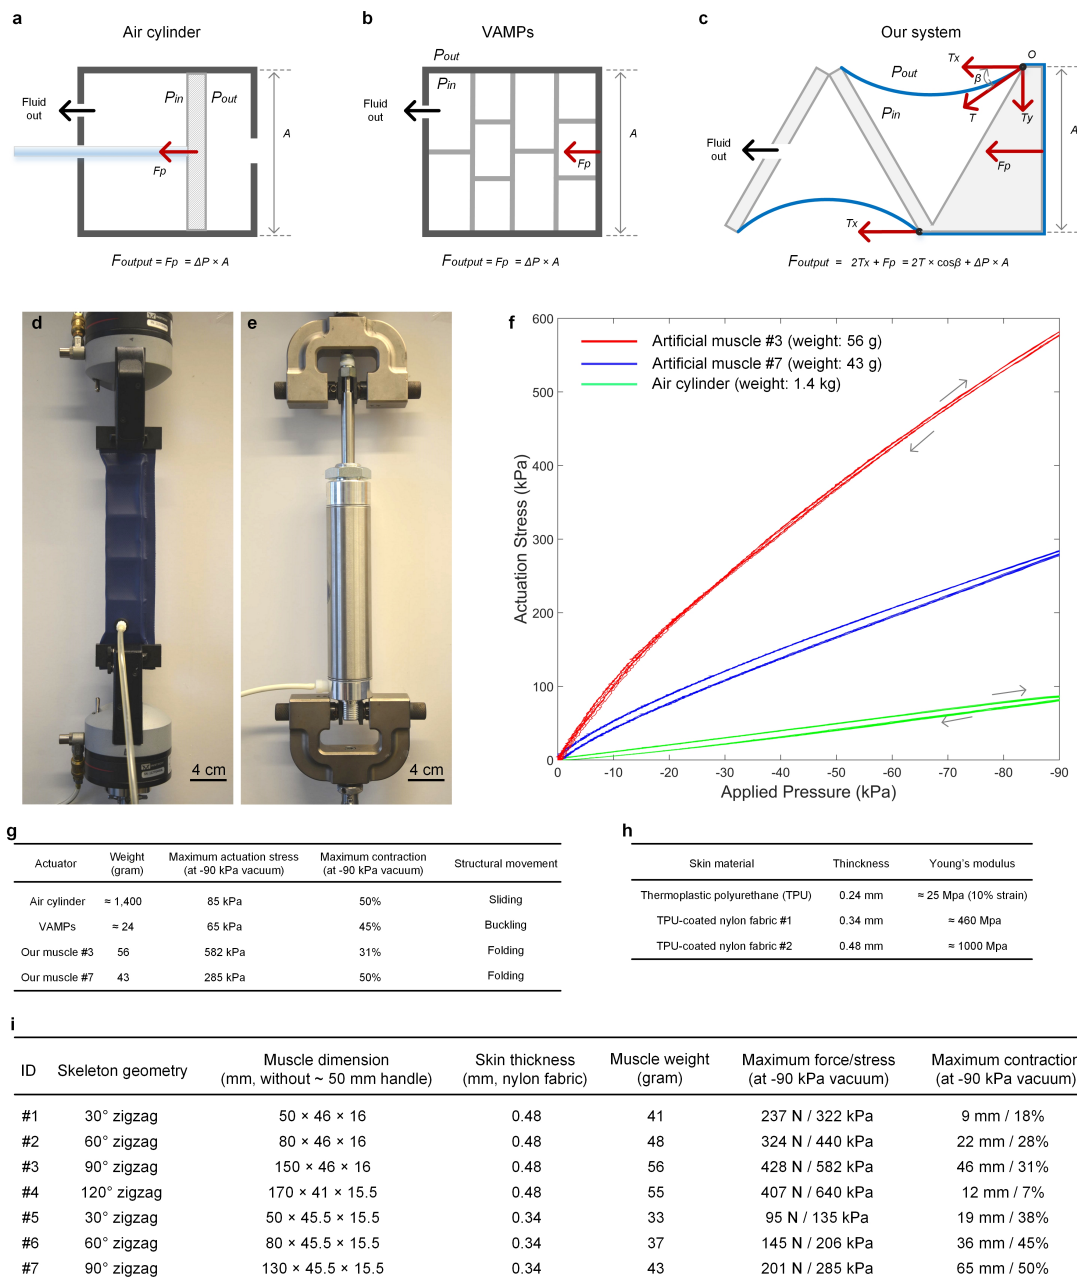 a
Air cylinder
Fluid
out
Pin
Pout
Fp
A
Foutput = Fp = ΔP × A
b
VAMPs
Pout
Pin
Fluid
out
Fp
A
Foutput = Fp = ΔP × A
c
Our system
Tx
O
Pout
β
T
Ty
Pin
Fluid
out
Fp
A
Tx
Foutput = 2Tx + Fp = 2T × cosβ + ΔP × A
d
4 cm
e
4 cm
f
600
500
400
300
200
100
0
Actuation Stress (kPa)
Artificial muscle #3 (weight: 56 g)
Artificial muscle #7 (weight: 43 g)
Air cylinder (weight: 1.4 kg)
0 -10 -20 -30 -40 -50 -60 -70 -80 -90
Applied Pressure (kPa)
g
Actuator Weight (gram) Maximum actuation stress (at -90 kPa vacuum) Maximum contraction (at -90 kPa vacuum) Structural movement
Air cylinder ≈ 1,400 85 kPa 50% Sliding
VAMPs ≈ 24 65 kPa 45% Buckling
Our muscle #3 56 582 kPa 31% Folding
Our muscle #7 43 285 kPa 50% Folding
h
Skin material Thinckness Young's modulus
Thermoplastic polyurethane (TPU) 0.24 mm ≈ 25 Mpa (10% strain)
TPU-coated nylon fabric #1 0.34 mm ≈ 460 Mpa
TPU-coated nylon fabric #2 0.48 mm ≈ 1000 Mpa
i
ID Skeleton geometry Muscle dimension (mm, without ~ 50 mm handle) Skin thickness (mm, nylon fabric) Muscle weight (gram) Maximum force/stress (at -90 kPa vacuum) Maximum contraction (at -90 kPa vacuum)
#1 30° zigzag 50 × 46 × 16 0.48 41 237 N / 322 kPa 9 mm / 18%
#2 60° zigzag 80 × 46 × 16 0.48 48 324 N / 440 kPa 22 mm / 28%
#3 90° zigzag 150 × 46 × 16 0.48 56 428 N / 582 kPa 46 mm / 31%
#4 120° zigzag 170 × 41 × 15.5 0.48 55 407 N / 640 kPa 12 mm / 7%
#5 30° zigzag 50 × 45.5 × 15.5 0.34 33 95 N / 135 kPa 19 mm / 38%
#6 60° zigzag 80 × 45.5 × 15.5 0.34 37 145 N / 206 kPa 36 mm / 45%
#7 90° zigzag 130 × 45.5 × 15.5 0.34 43 201 N / 285 kPa 65 mm / 50%